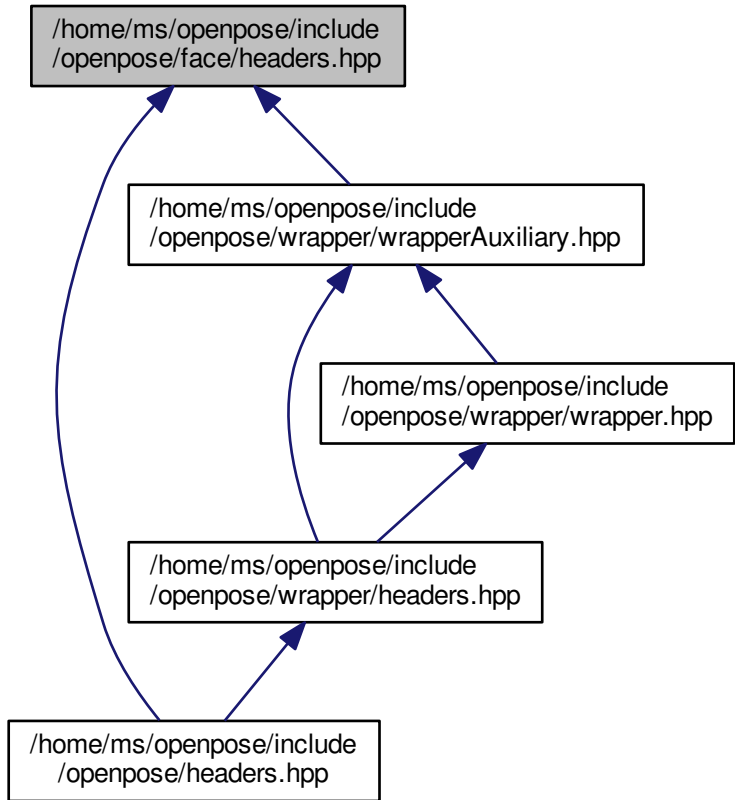 /home/ms/openpose/include
/openpose/face/headers.hpp
/home/ms/openpose/include
/openpose/wrapper/wrapperAuxiliary.hpp
/home/ms/openpose/include
/openpose/wrapper/wrapper.hpp
/home/ms/openpose/include
/openpose/wrapper/headers.hpp
/home/ms/openpose/include
/openpose/headers.hpp